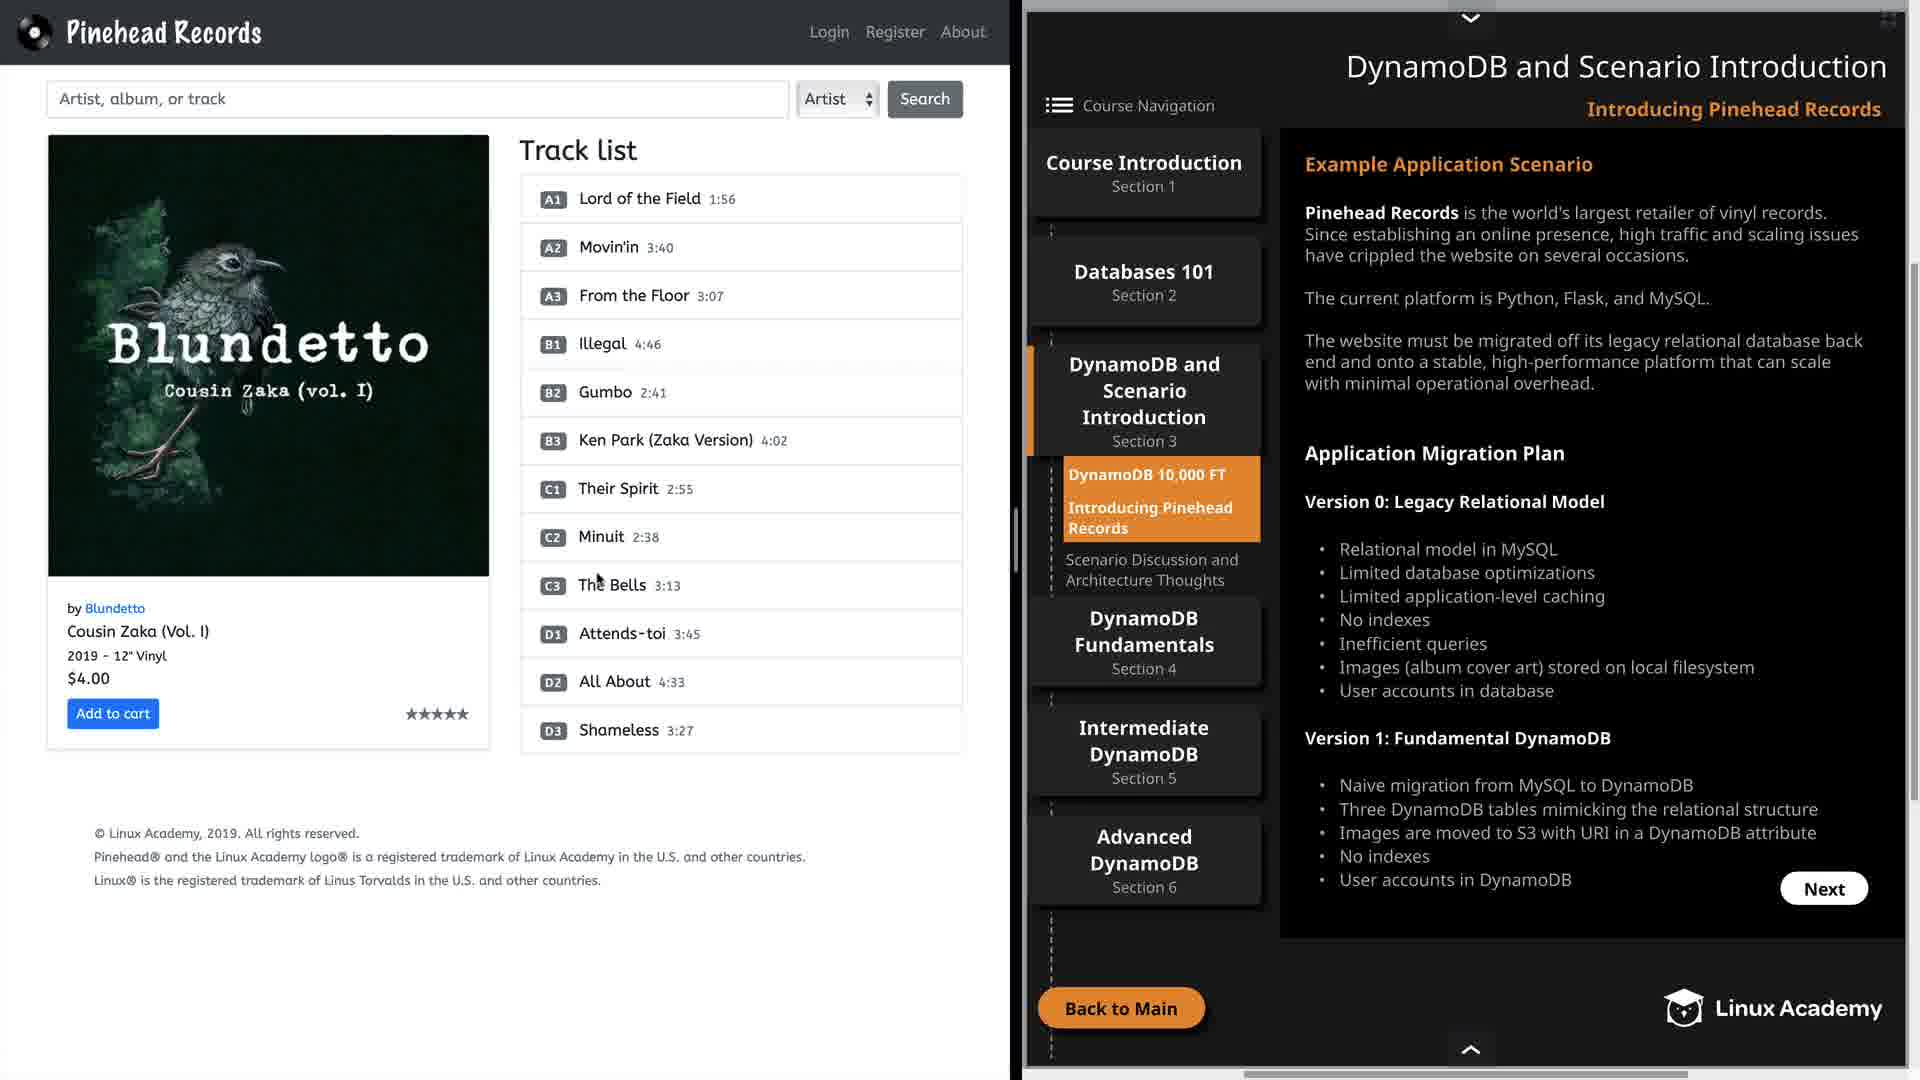 Pinehead Records
Login Register About
Artist, album, or track
Artist
Search
Blundetto
Cousin Zaka (vol. I)
by Blundetto
Cousin Zaka (Vol. I)
2019 - 12" Vinyl
$4.00
Add to cart
★★★★★
Track list
A1 Lord of the Field 1:56
A2 Movin'in 3:40
A3 From the Floor 3:07
B1 Illegal 4:46
B2 Gumbo 2:41
B3 Ken Park (Zaka Version) 4:02
C1 Their Spirit 2:55
C2 Minuit 2:38
C3 The Bells 3:13
D1 Attends-toi 3:45
D2 All About 4:33
D3 Shameless 3:27
© Linux Academy, 2019. All rights reserved.
Pinehead® and the Linux Academy logo® is a registered trademark of Linux Academy in the U.S. and other countries.
Linux® is the registered trademark of Linus Torvalds in the U.S. and other countries.
DynamoDB and Scenario Introduction
Course Navigation
Introducing Pinehead Records
Course Introduction
Section 1
Databases 101
Section 2
DynamoDB and
Scenario
Introduction
Section 3
DynamoDB 10,000 FT
Introducing Pinehead
Records
Scenario Discussion and
Architecture Thoughts
DynamoDB
Fundamentals
Section 4
Intermediate
DynamoDB
Section 5
Advanced
DynamoDB
Section 6
Back to Main
Example Application Scenario
Pinehead Records is the world's largest retailer of vinyl records.
Since establishing an online presence, high traffic and scaling issues
have crippled the website on several occasions.
The current platform is Python, Flask, and MySQL.
The website must be migrated off its legacy relational database back
end and onto a stable, high-performance platform that can scale
with minimal operational overhead.
Application Migration Plan
Version 0: Legacy Relational Model
• Relational model in MySQL
• Limited database optimizations
• Limited application-level caching
• No indexes
• Inefficient queries
• Images (album cover art) stored on local filesystem
• User accounts in database
Version 1: Fundamental DynamoDB
• Naive migration from MySQL to DynamoDB
• Three DynamoDB tables mimicking the relational structure
• Images are moved to S3 with URI in a DynamoDB attribute
• No indexes
• User accounts in DynamoDB
Next
Linux Academy